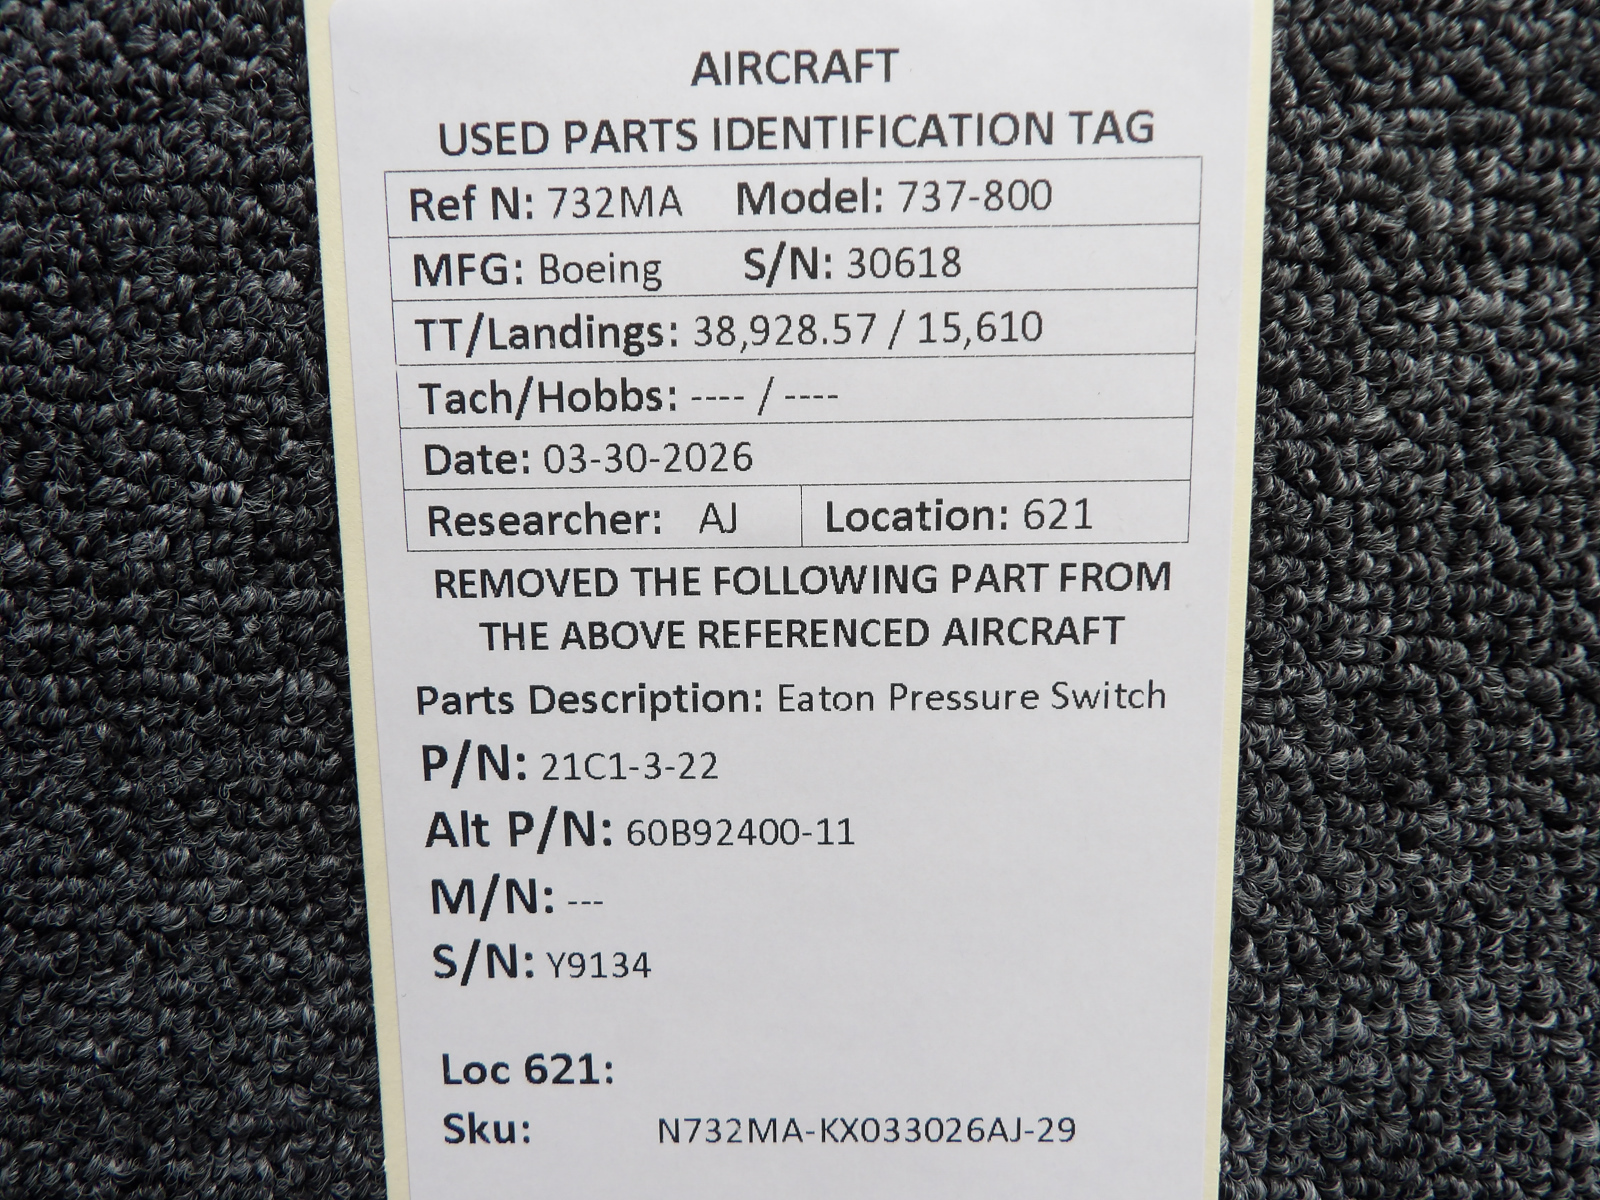 AIRCRAFT
USED PARTS IDENTIFICATION TAG
Ref N: 732MA Model: 737-800
MFG: Boeing S/N: 30618
TT/Landings: 38,928.57 / 15,610
Tach/Hobbs: ---- / ----
Date: 03-30-2026
Researcher: AJ Location: 621
REMOVED THE FOLLOWING PART FROM
THE ABOVE REFERENCED AIRCRAFT
Parts Description: Eaton Pressure Switch
P/N: 21C1-3-22
Alt P/N: 60B92400-11
M/N: ---
S/N: Y9134
Loc 621:
Sku: N732MA-KX033026AJ-29